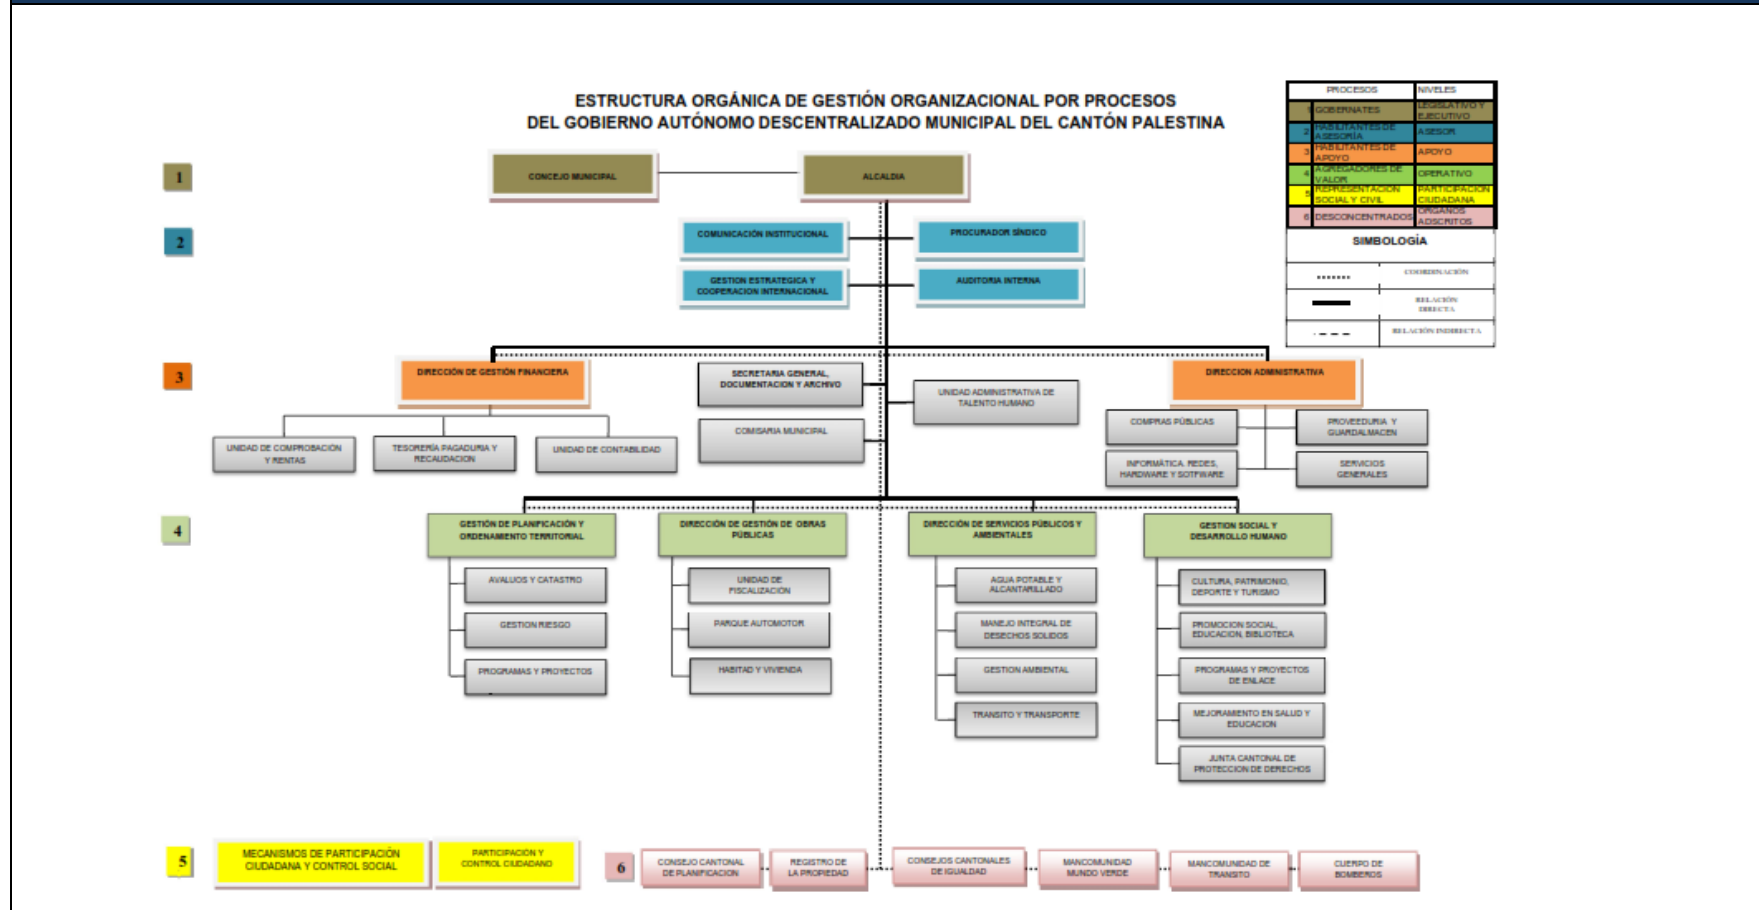 ESTRUCTURA ORGÁNICA DE GESTIÓN ORGANIZACIONAL POR PROCESOS
DEL GOBIERNO AUTÓNOMO DESCENTRALIZADO MUNICIPAL DEL CANTÓN PALESTINA
PROCESOS NIVELES
1 GOBERNATES LEGISLATIVO Y
EJECUTIVO
2 HABILITANTES DE
ASESORÍA ASESOR
3 HABILITANTES DE
APOYO APOYO
4 AGREGADORES DE
VALOR OPERATIVO
5 REPRESENTACIÓN
SOCIAL Y CIVIL PARTICIPACIÓN
CIUDADANA
6 DESCONCENTRADOS ORGANOS
ADSCRITOS
SIMBOLOGÍA
COORDINACIÓN
RELACIÓN
DIRECTA
RELACIÓN INDIRECTA
1
CONCEJO MUNICIPAL
ALCALDIA
2
COMUNICACIÓN INSTITUCIONAL
PROCURADOR SÍNDICO
GESTION ESTRATEGICA Y
COOPERACION INTERNACIONAL
AUDITORIA INTERNA
3
DIRECCIÓN DE GESTIÓN FINANCIERA
SECRETARIA GENERAL,
DOCUMENTACION Y ARCHIVO
UNIDAD ADMINISTRATIVA DE
TALENTO HUMANO
DIRECCION ADMINISTRATIVA
COMISARIA MUNICIPAL
UNIDAD DE COMPROBACIÓN
Y RENTAS
TESORERÍA PAGADURIA Y
RECAUDACION
UNIDAD DE CONTABILIDAD
COMPRAS PÚBLICAS
PROVEEDURIA Y
GUARDALMACEN
INFORMÁTICA. REDES,
HARDWARE Y SOTFWARE
SERVICIOS
GENERALES
4
GESTIÓN DE PLANIFICACIÓN Y
ORDENAMIENTO TERRITORIAL
AVALUOS Y CATASTRO
GESTION RIESGO
PROGRAMAS Y PROYECTOS
DIRECCIÓN DE GESTIÓN DE OBRAS
PÚBLICAS
UNIDAD DE
FISCALIZACIÓN
PARQUE AUTOMOTOR
HABITAD Y VIVIENDA
DIRECCIÓN DE SERVICIOS PÚBLICOS Y
AMBIENTALES
AGUA POTABLE Y
ALCANTARILLADO
MANEJO INTEGRAL DE
DESECHOS SOLIDOS
GESTION AMBIENTAL
TRANSITO Y TRANSPORTE
GESTION SOCIAL Y
DESARROLLO HUMANO
CULTURA, PATRIMONIO,
DEPORTE Y TURISMO
PROMOCION SOCIAL,
EDUCACION, BIBLIOTECA
PROGRAMAS Y PROYECTOS
DE ENLACE
MEJORAMIENTO EN SALUD Y
EDUCACION
JUNTA CANTONAL DE
PROTECCION DE DERECHOS
5
MECANISMOS DE PARTICIPACIÓN
CIUDADANA Y CONTROL SOCIAL
PARTICIPACIÓN Y
CONTROL CIUDADANO
6
CONSEJO CANTONAL
DE PLANIFICACION
REGISTRO DE
LA PROPIEDAD
CONSEJOS CANTONALES
DE IGUALDAD
MANCOMUNIDAD
MUNDO VERDE
MANCOMUNIDAD DE
TRANSITO
CUERPO DE
BOMBEROS